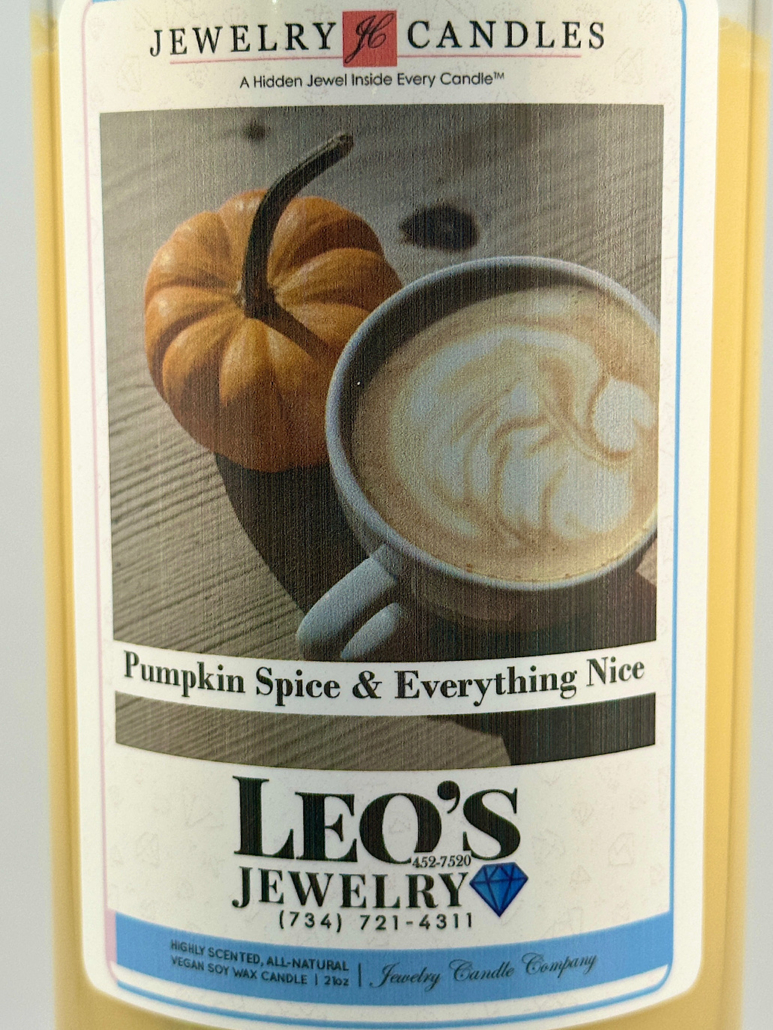 JEWELRY JC CANDLES
A Hidden Jewel Inside Every Candle™
Pumpkin Spice & Everything Nice
LEO'S
452-7520
JEWELRY
(734) 721-4311
HIGHLY SCENTED, ALL-NATURAL
VEGAN SOY WAX CANDLE | 21oz | Jewelry Candle Company